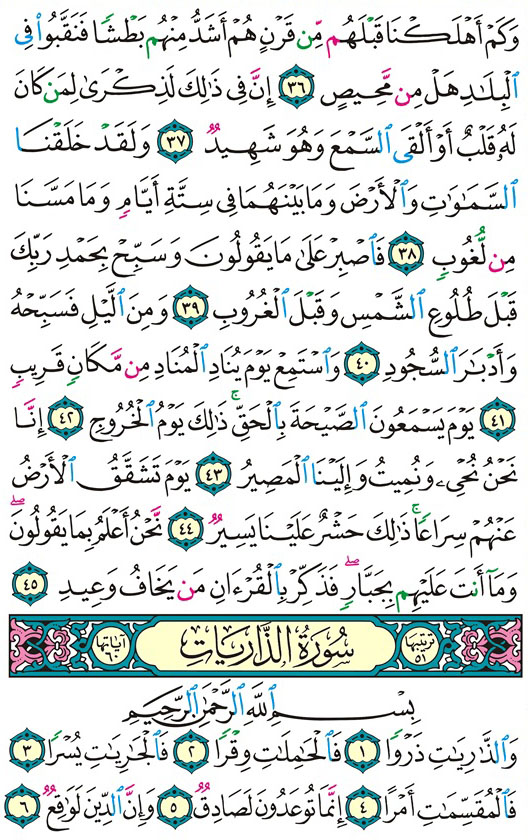 وَكَمْ أَهْلَكْنَا قَبْلَهُم مِّن قَرْنٍ هُمْ أَشَدُّ مِنْهُم بَطْشًا فَنَقَّبُوا۟ فِى
ٱلْبِلَـٰدِ هَلْ مِن مَّحِيصٍ ٣٦ إِنَّ فِى ذَٰلِكَ لَذِكْرَىٰ لِمَن كَانَ
لَهُۥ قَلْبٌ أَوْ أَلْقَى ٱلسَّمْعَ وَهُوَ شَهِيدٌ ٣٧ وَلَقَدْ خَلَقْنَا
ٱلسَّمَـٰوَٰتِ وَٱلْأَرْضَ وَمَا بَيْنَهُمَا فِى سِتَّةِ أَيَّامٍ وَمَا مَسَّنَا
مِن لُّغُوبٍ ٣٨ فَٱصْبِرْ عَلَىٰ مَا يَقُولُونَ وَسَبِّحْ بِحَمْدِ رَبِّكَ
قَبْلَ طُلُوعِ ٱلشَّمْسِ وَقَبْلَ ٱلْغُرُوبِ ٣٩ وَمِنَ ٱلَّيْلِ فَسَبِّحْهُ
وَأَدْبَـٰرَ ٱلسُّجُودِ ٤٠ وَٱسْتَمِعْ يَوْمَ يُنَادِ ٱلْمُنَادِ مِن مَّكَانٍ قَرِيبٍ
٤١ يَوْمَ يَسْمَعُونَ ٱلصَّيْحَةَ بِٱلْحَقِّ ۚ ذَٰلِكَ يَوْمُ ٱلْخُرُوجِ ٤٢ إِنَّا
نَحْنُ نُحْىِۦ وَنُمِيتُ وَإِلَيْنَا ٱلْمَصِيرُ ٤٣ يَوْمَ تَشَقَّقُ ٱلْأَرْضُ
عَنْهُمْ سِرَاعًا ۚ ذَٰلِكَ حَشْرٌ عَلَيْنَا يَسِيرٌ ٤٤ نَّحْنُ أَعْلَمُ بِمَا يَقُولُونَ ۖ
وَمَآ أَنتَ عَلَيْهِم بِجَبَّارٍ ۖ فَذَكِّرْ بِٱلْقُرْءَانِ مَن يَخَافُ وَعِيدِ ٤٥
ترتيبها ٥١ سُورَةُ الذَّارِيَاتِ آياتها ٦٠
بِسْمِ ٱللَّهِ ٱلرَّحْمَـٰنِ ٱلرَّحِيمِ
وَٱلذَّٰرِيَـٰتِ ذَرْوًا ١ فَٱلْحَـٰمِلَـٰتِ وِقْرًا ٢ فَٱلْجَـٰرِيَـٰتِ يُسْرًا ٣
فَٱلْمُقَسِّمَـٰتِ أَمْرًا ٤ إِنَّمَا تُوعَدُونَ لَصَادِقٌ ٥ وَإِنَّ ٱلدِّينَ لَوَٰقِعٌ ٦